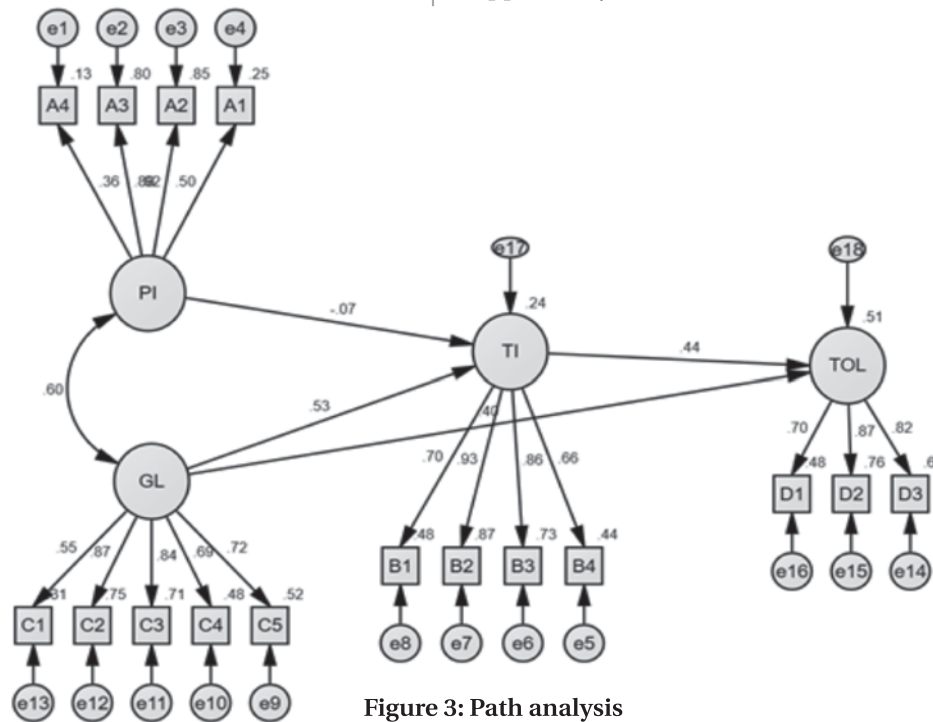 e1 e2 e3 e4
.13 .80 .85 .25
A4 A3 A2 A1
.36 .50
PI
e17
e18
-.07
.24
.51
TI
.44
TOL
.60
.53
.40
.70 .87 .82
GL
.70 .93 .86 .66
.48 .76
D1 D2 D3
.55 .87 .84 .69 .72
.48 .87 .73 .44
B1 B2 B3 B4
e16 e15 e14
.31 .75 .71 .48 .52
C1 C2 C3 C4 C5
e8 e7 e6 e5
e13 e12 e11 e10 e9
Figure 3: Path analysis